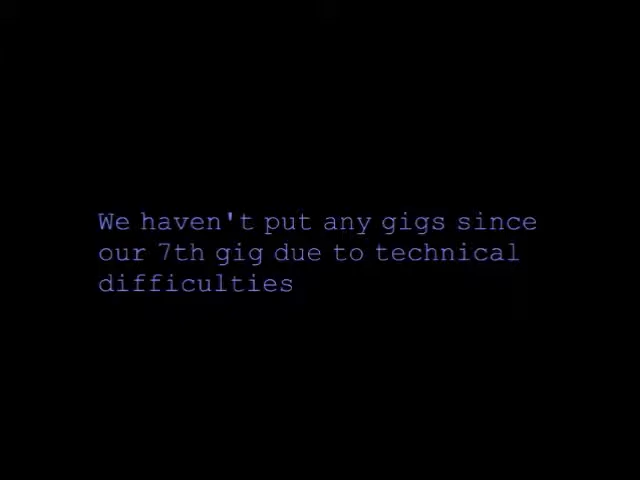 We haven't put any gigs since
our 7th gig due to technical
difficulties